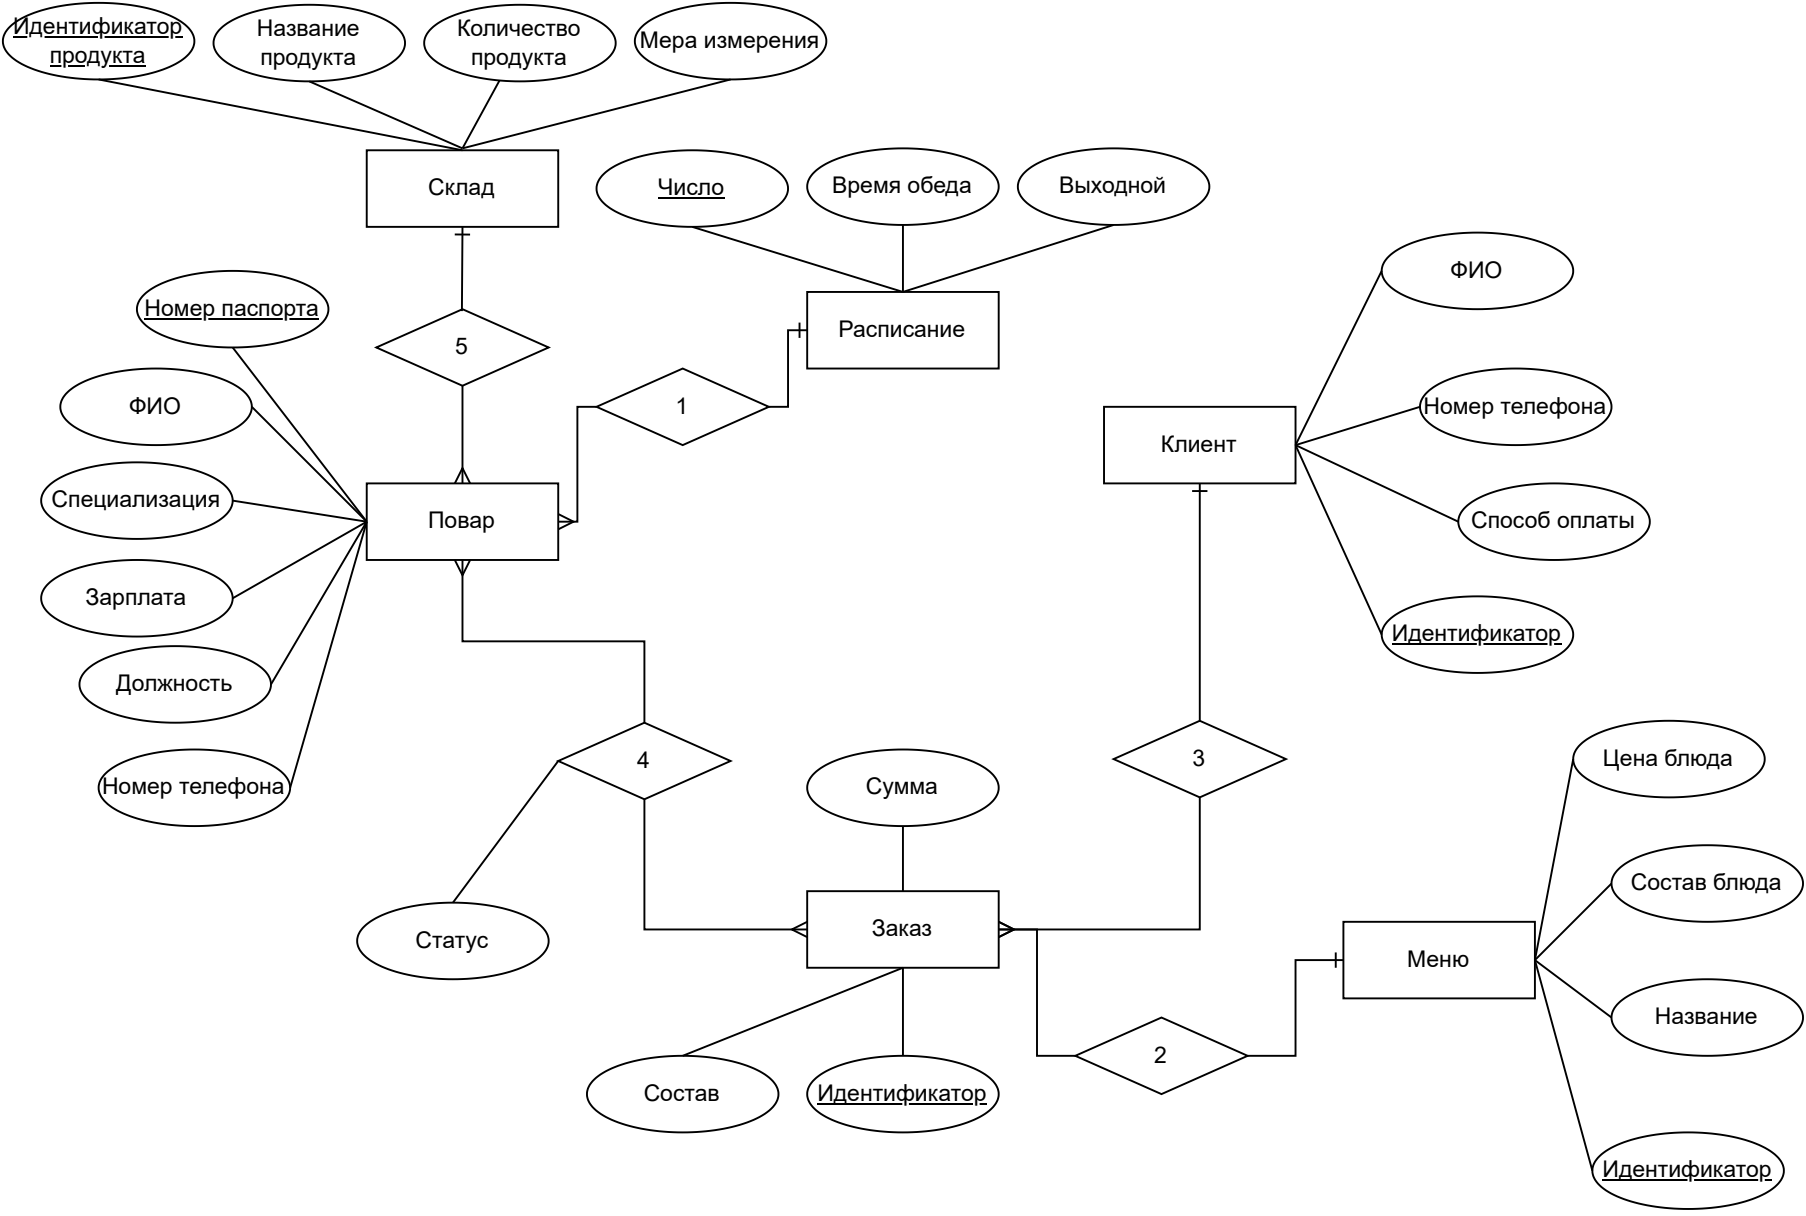 Идентификатор
продукта
Название
продукта
Количество
продукта
Мера измерения
Склад
Число
Время обеда
Выходной
Номер паспорта
ФИО
Расписание
5
1
ФИО
Номер телефона
Клиент
Специализация
Повар
Способ оплаты
Зарплата
Идентификатор
Должность
Номер телефона
4
Сумма
3
Цена блюда
Состав блюда
Статус
Заказ
Меню
Название
2
Состав
Идентификатор
Идентификатор